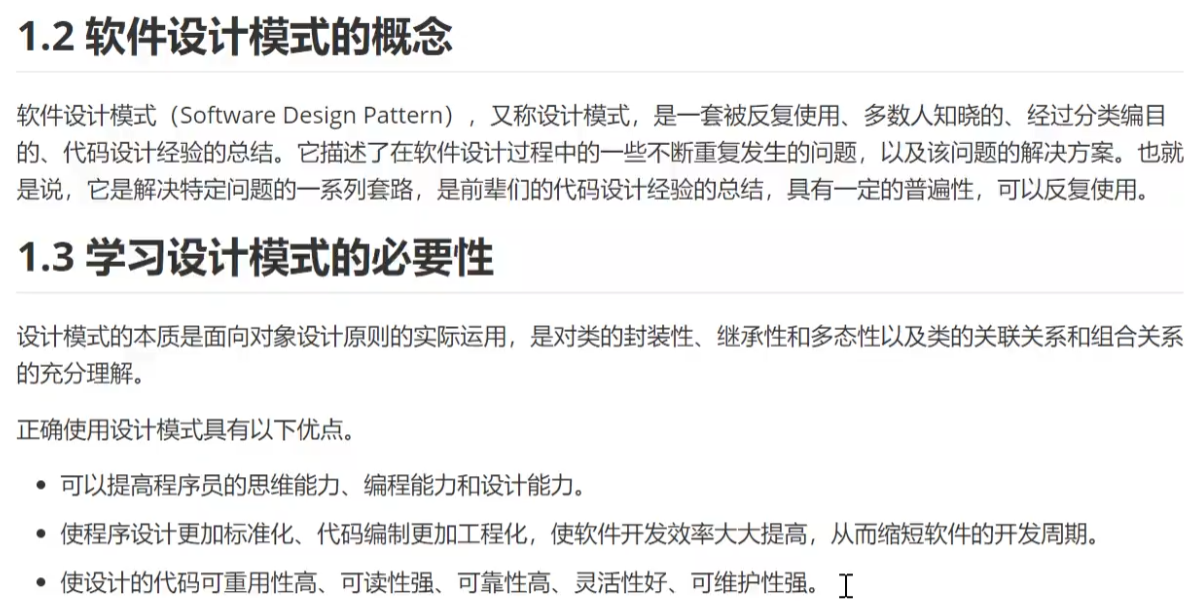 1.2 软件设计模式的概念
软件设计模式（Software Design Pattern），又称设计模式，是一套被反复使用、多数人知晓的、经过分类编目
的、代码设计经验的总结。它描述了在软件设计过程中的一些不断重复发生的问题，以及该问题的解决方案。也就
是说，它是解决特定问题的一系列套路，是前辈们的代码设计经验的总结，具有一定的普遍性，可以反复使用。
1.3 学习设计模式的必要性
设计模式的本质是面向对象设计原则的实际运用，是对类的封装性、继承性和多态性以及类的关联关系和组合关系
的充分理解。
正确使用设计模式具有以下优点。
• 可以提高程序员的思维能力、编程能力和设计能力。
• 使程序设计更加标准化、代码编制更加工程化，使软件开发效率大大提高，从而缩短软件的开发周期。
• 使设计的代码可重用性高、可读性强、可靠性高、灵活性好、可维护性强。